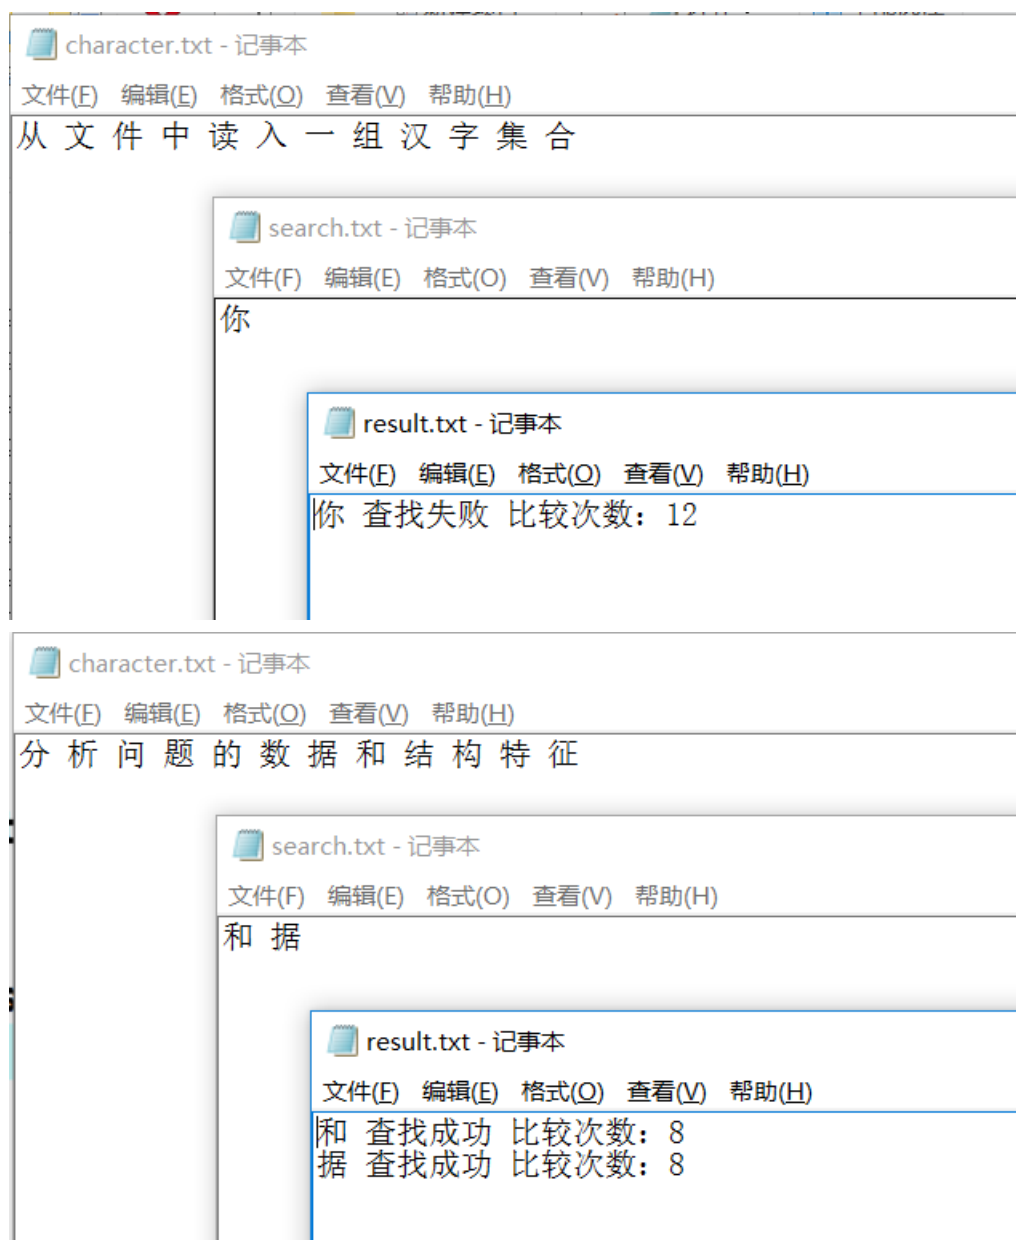 character.txt - 记事本
文件(F) 编辑(E) 格式(O) 查看(V) 帮助(H)
从 文 件 中 读 入 一 组 汉 字 集 合
search.txt - 记事本
文件(F) 编辑(E) 格式(O) 查看(V) 帮助(H)
你
result.txt - 记事本
文件(F) 编辑(E) 格式(O) 查看(V) 帮助(H)
你 查找失败 比较次数：12
character.txt - 记事本
文件(F) 编辑(E) 格式(O) 查看(V) 帮助(H)
分 析 问 题 的 数 据 和 结 构 特 征
search.txt - 记事本
文件(F) 编辑(E) 格式(O) 查看(V) 帮助(H)
和 据
result.txt - 记事本
文件(F) 编辑(E) 格式(O) 查看(V) 帮助(H)
和 查找成功 比较次数：8
据 查找成功 比较次数：8